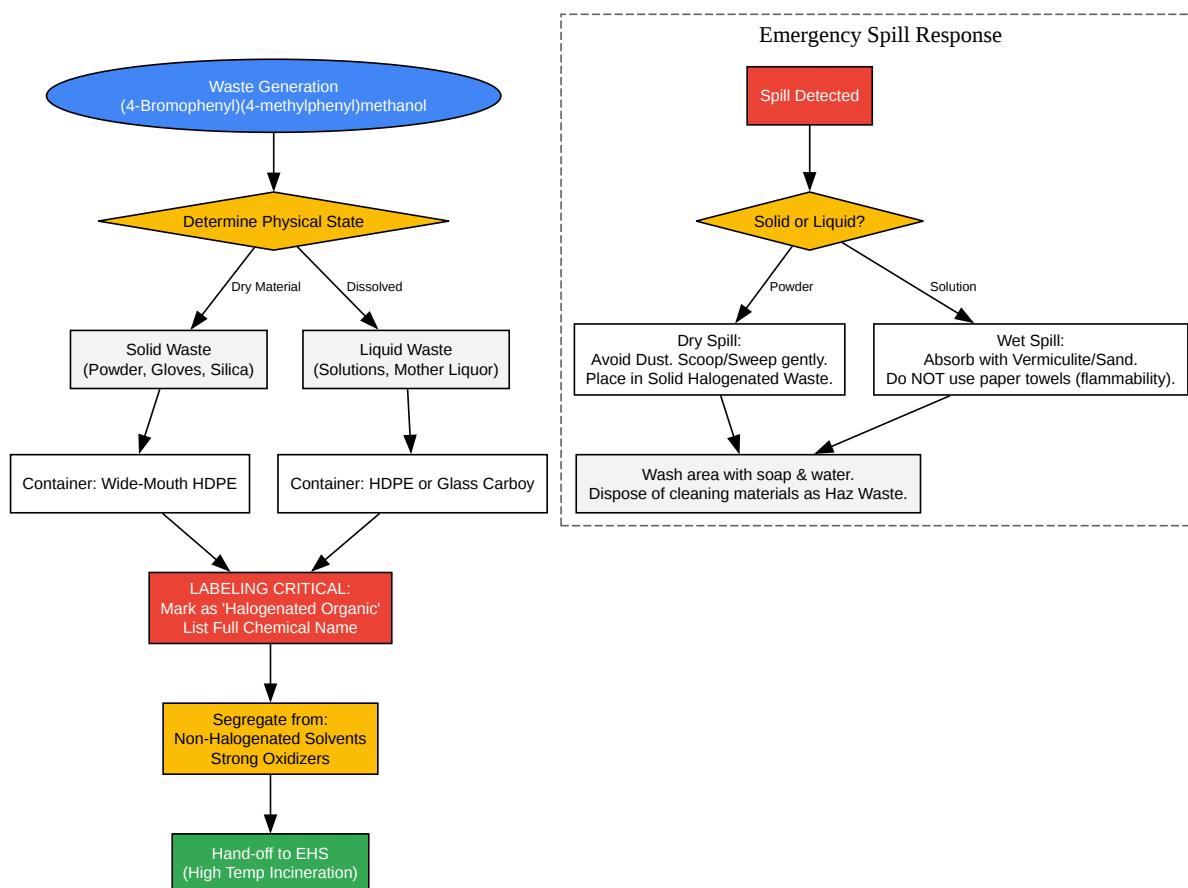 Waste Generation
(4-Bromophenyl)(4-methylphenyl)methanol
Determine Physical State
Dry Material
Dissolved
Solid Waste
(Powder, Gloves, Silica)
Liquid Waste
(Solutions, Mother Liquor)
Container: Wide-Mouth HDPE
Container: HDPE or Glass Carboy
LABELING CRITICAL:
Mark as 'Halogenated Organic'
List Full Chemical Name
Segregate from:
Non-Halogenated Solvents
Strong Oxidizers
Hand-off to EHS
(High Temp Incineration)
Emergency Spill Response
Spill Detected
Solid or Liquid?
Powder
Solution
Dry Spill:
Avoid Dust. Scoop/Sweep gently.
Place in Solid Halogenated Waste.
Wet Spill:
Absorb with Vermiculite/Sand.
Do NOT use paper towels (flammability).
Wash area with soap & water.
Dispose of cleaning materials as Haz Waste.